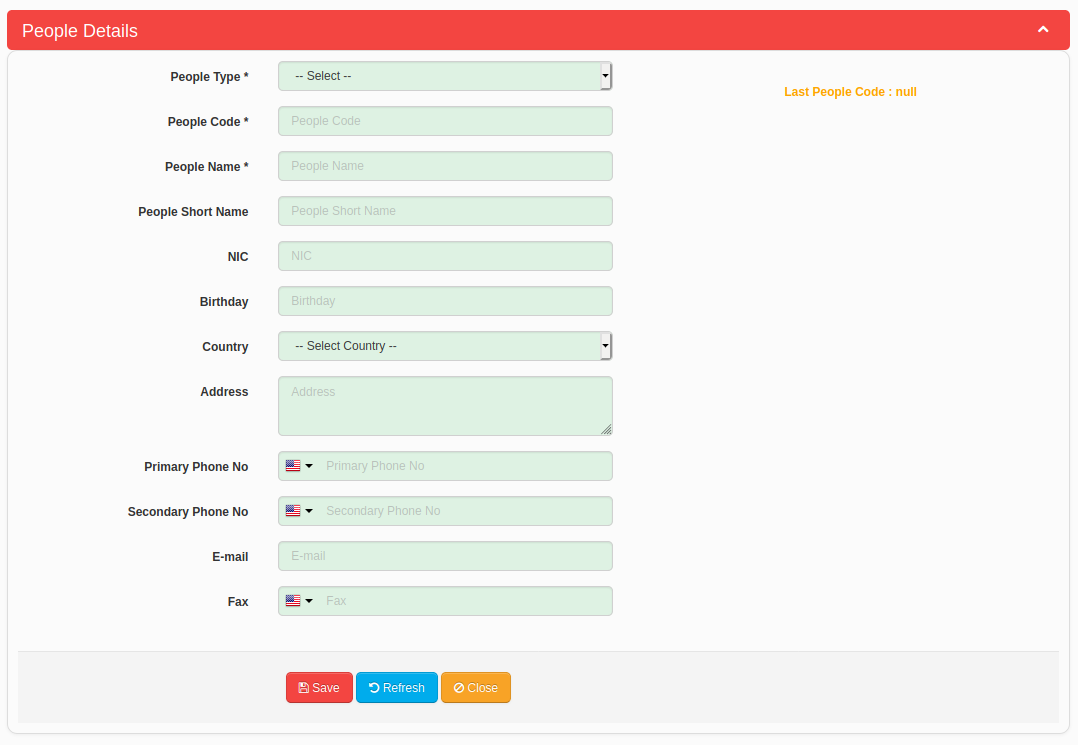 People Details
People Type *
-- Select --
Last People Code : null
People Code *
People Code
People Name *
People Name
People Short Name
People Short Name
NIC
NIC
Birthday
Birthday
Country
-- Select Country --
Address
Address
Primary Phone No
Primary Phone No
Secondary Phone No
Secondary Phone No
E-mail
E-mail
Fax
Fax
Save
Refresh
Close